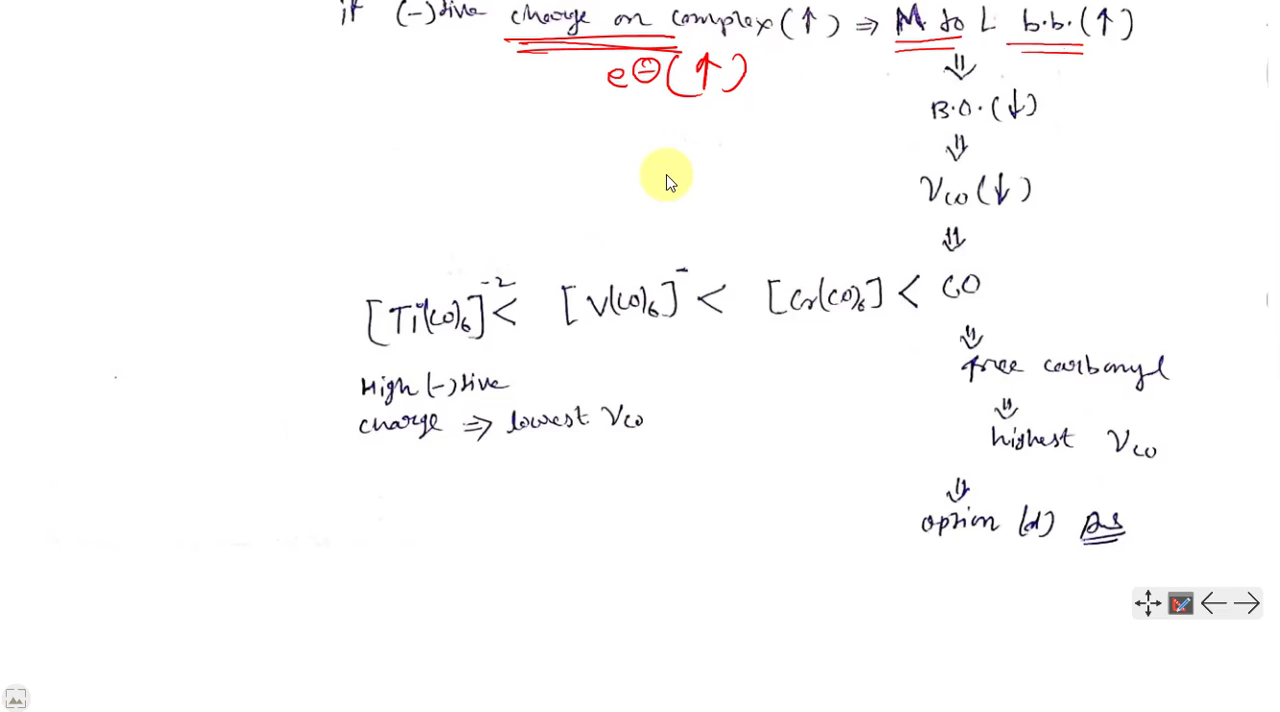 if (-)tive charge on complex (↑) ⇒ M to L b.b. (↑)
e⊖(↑)
⇓
B.O. (↓)
⇓
νco (↓)
⇓
[Ti(CO)6]-2 < [V(CO)6]- < [Cr(CO)6] < CO
⇓
free carbonyl
High (-)tive
charge ⇒ lowest νco
⇓
highest νco
⇓
option (d) Ans